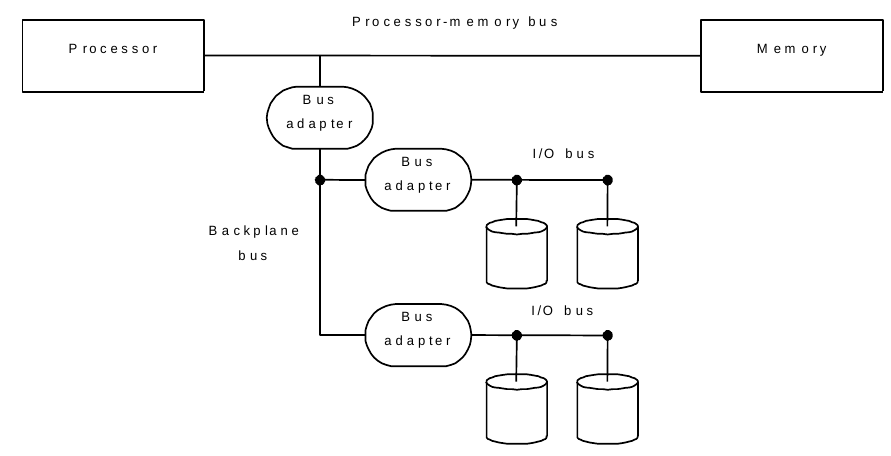 Processor-memory bus
Processor
Memory
Bus
adapter
Bus
adapter
I/O bus
Backplane
bus
Bus
adapter
I/O bus